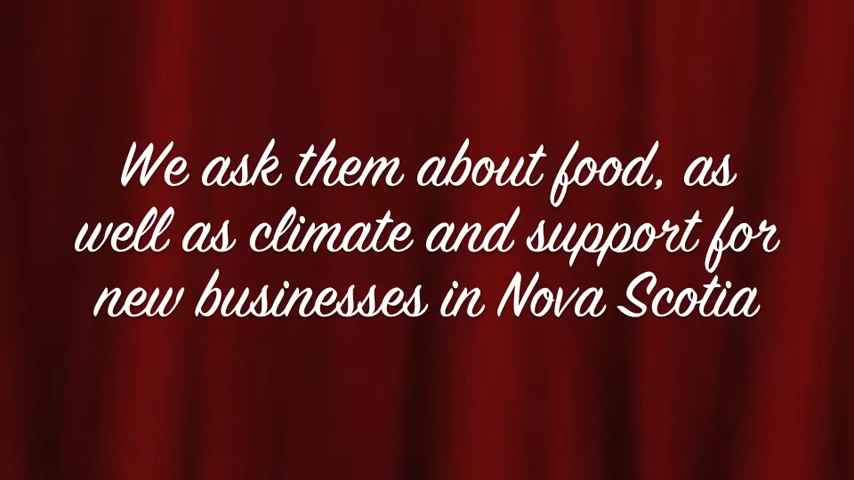 We ask them about food, as
well as climate and support for
new businesses in Nova Scotia